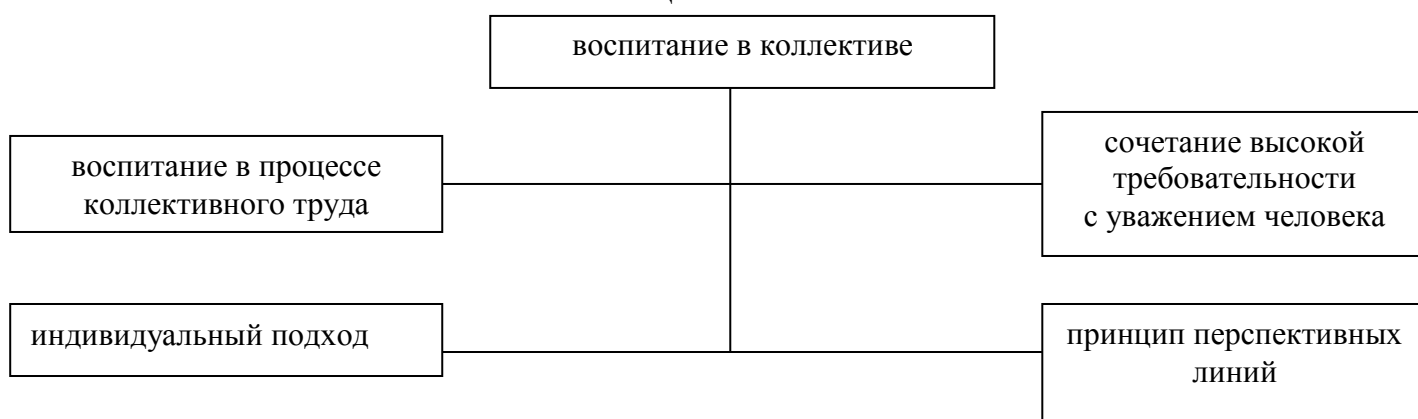 воспитание в коллективе
воспитание в процессе
коллективного труда
сочетание высокой
требовательности
с уважением человека
индивидуальный подход
принцип перспективных
линий